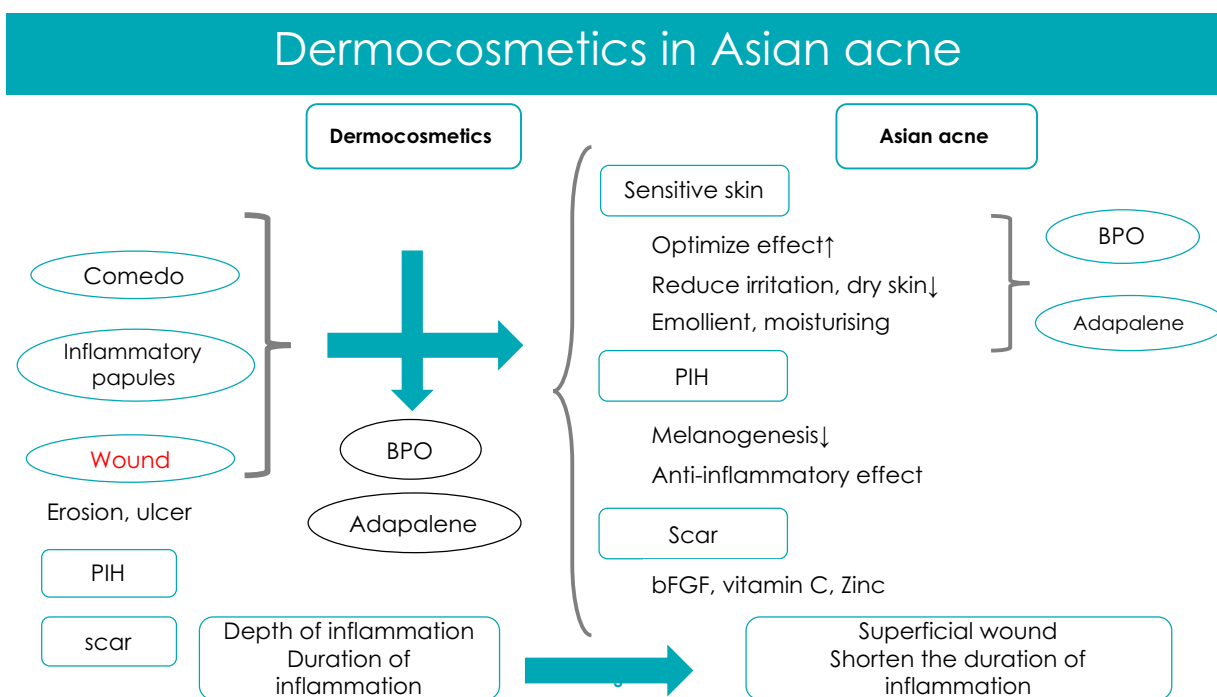 Dermocosmetics in Asian acne
Dermocosmetics
Asian acne
Comedo
Inflammatory
papules
Wound
Erosion, ulcer
PIH
scar
BPO
Adapalene
Depth of inflammation
Duration of
inflammation
Sensitive skin
Optimize effect↑
Reduce irritation, dry skin↓
Emollient, moisturising
BPO
Adapalene
PIH
Melanogenesis↓
Anti-inflammatory effect
Scar
bFGF, vitamin C, Zinc
Superficial wound
Shorten the duration of
inflammation